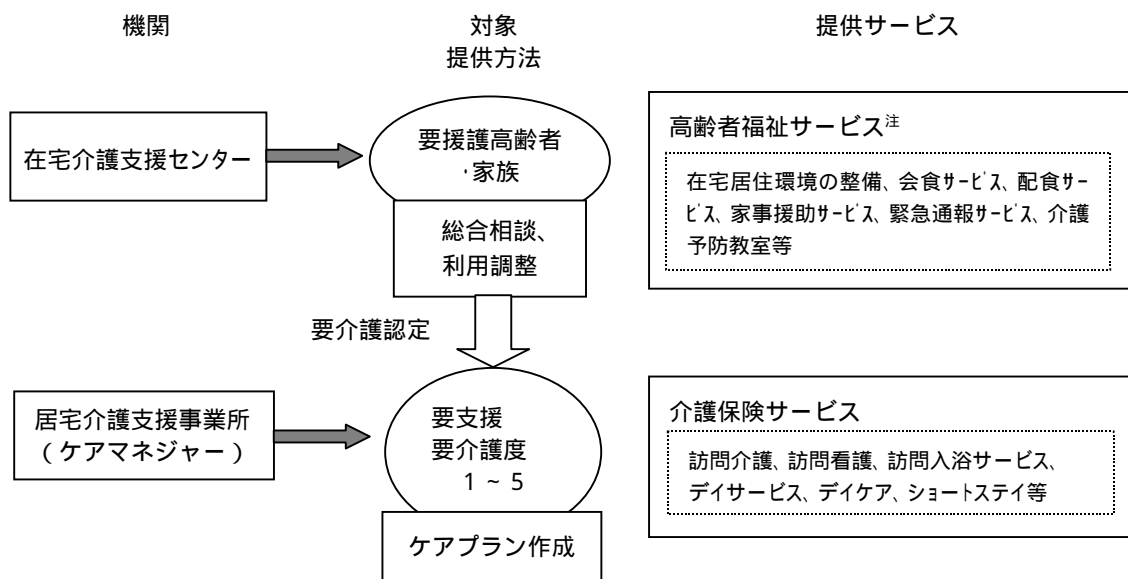 機関
対象
提供方法
提供サービス
在宅介護支援センター
要援護高齢者
・家族
総合相談、
利用調整
高齢者福祉サービス注
在宅居住環境の整備、会食ｻｰﾋﾞｽ、配食ｻｰ
ﾋﾞｽ、家事援助ｻｰﾋﾞｽ、緊急通報ｻｰﾋﾞｽ、介護
予防教室等
要介護認定
居宅介護支援事業所
（ケアマネジャー）
要支援
要介護度
1 ~ 5
ケアプラン作成
介護保険サービス
訪問介護、訪問看護、訪問入浴サービス、
デイサービス、デイケア、ショートステイ等